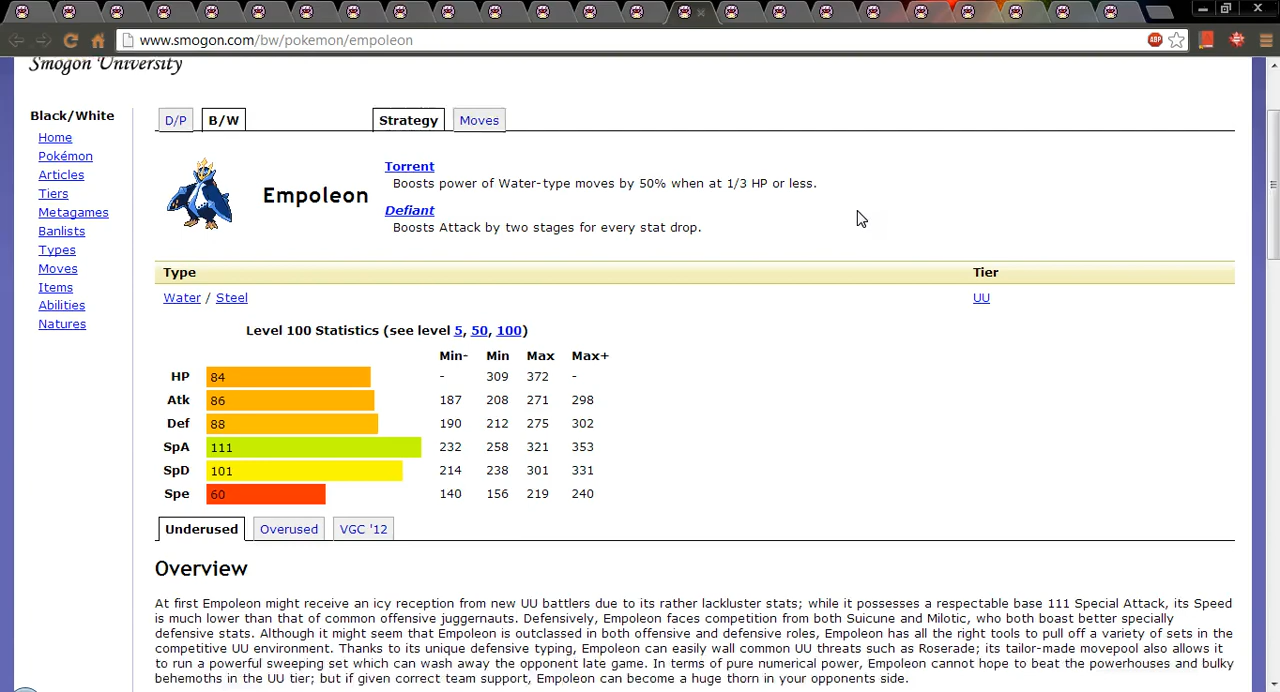 www.smogon.com/bw/pokemon/empoleon
ABP
Smogon University
Black/White
Home
Pokémon
Articles
Tiers
Metagames
Banlists
Types
Moves
Items
Abilities
Natures
D/P B/W Strategy Moves
Empoleon
Torrent
Boosts power of Water-type moves by 50% when at 1/3 HP or less.
Defiant
Boosts Attack by two stages for every stat drop.
Type Tier
Water / Steel UU
Level 100 Statistics (see level 5, 50, 100)
Min- Min Max Max+
HP 84 - 309 372 -
Atk 86 187 208 271 298
Def 88 190 212 275 302
SpA 111 232 258 321 353
SpD 101 214 238 301 331
Spe 60 140 156 219 240
Underused Overused VGC '12
Overview
At first Empoleon might receive an icy reception from new UU battlers due to its rather lackluster stats; while it possesses a respectable base 111 Special Attack, its Speed
is much lower than that of common offensive juggernauts. Defensively, Empoleon faces competition from both Suicune and Milotic, who both boast better specially
defensive stats. Although it might seem that Empoleon is outclassed in both offensive and defensive roles, Empoleon has all the right tools to pull off a variety of sets in the
competitive UU environment. Thanks to its unique defensive typing, Empoleon can easily wall common UU threats such as Roserade; its tailor-made movepool also allows it
to run a powerful sweeping set which can wash away the opponent late game. In terms of pure numerical power, Empoleon cannot hope to beat the powerhouses and bulky
behemoths in the UU tier; but if given correct team support, Empoleon can become a huge thorn in your opponents side.